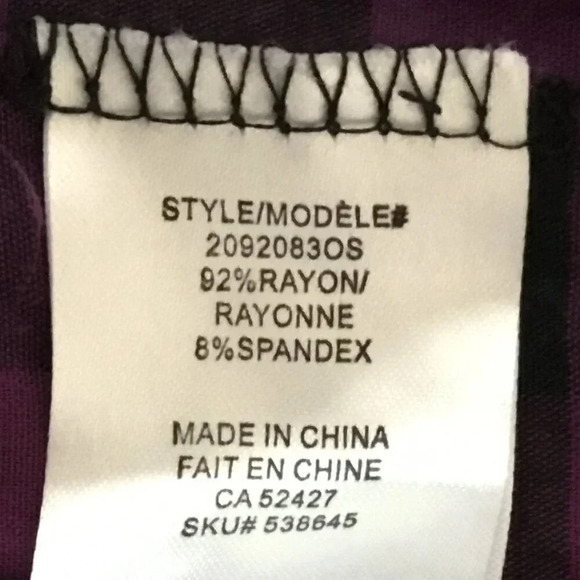 STYLE/MODÈLE#
2092083OS
92%RAYON/
RAYONNE
8%SPANDEX
MADE IN CHINA
FAIT EN CHINE
CA 52427
SKU# 538645